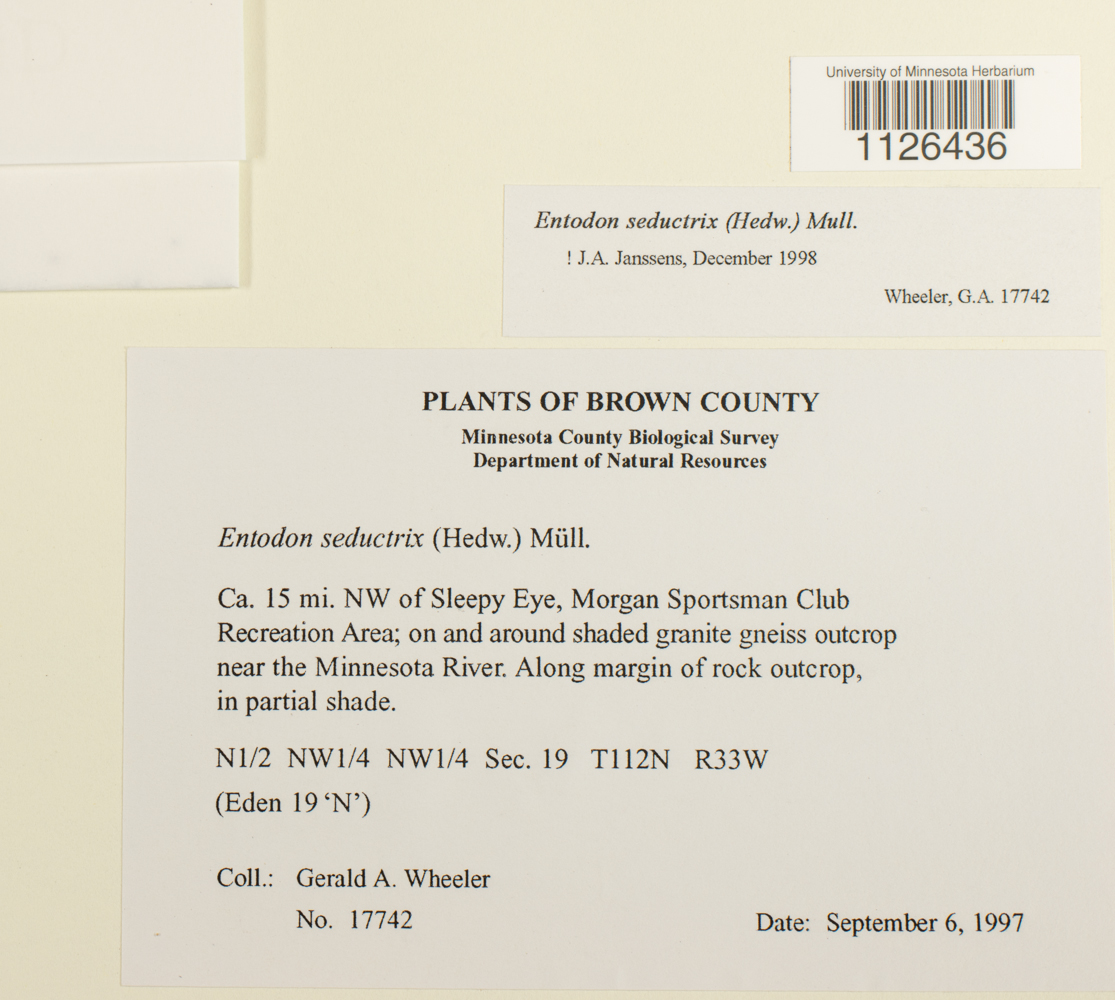 University of Minnesota Herbarium
1126436
Entodon seductrix (Hedw.) Mull.
! J.A. Janssens, December 1998
Wheeler, G.A. 17742
PLANTS OF BROWN COUNTY
Minnesota County Biological Survey
Department of Natural Resources
Entodon seductrix (Hedw.) Müll.
Ca. 15 mi. NW of Sleepy Eye, Morgan Sportsman Club
Recreation Area; on and around shaded granite gneiss outcrop
near the Minnesota River. Along margin of rock outcrop,
in partial shade.
N1/2 NW1/4 NW1/4 Sec. 19 T112N R33W
(Eden 19 ‘N’)
Coll.: Gerald A. Wheeler
No. 17742 Date: September 6, 1997